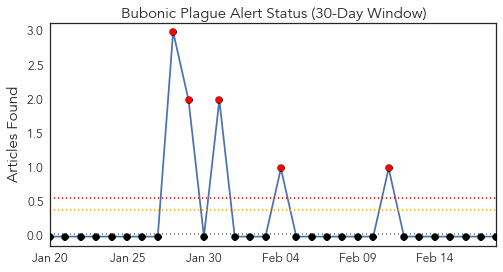 Bubonic Plague Alert Status (30-Day Window)
Articles Found
3.0
2.5
2.0
1.5
1.0
0.5
0.0
Jan 20 Jan 25 Jan 30 Feb 04 Feb 09 Feb 14